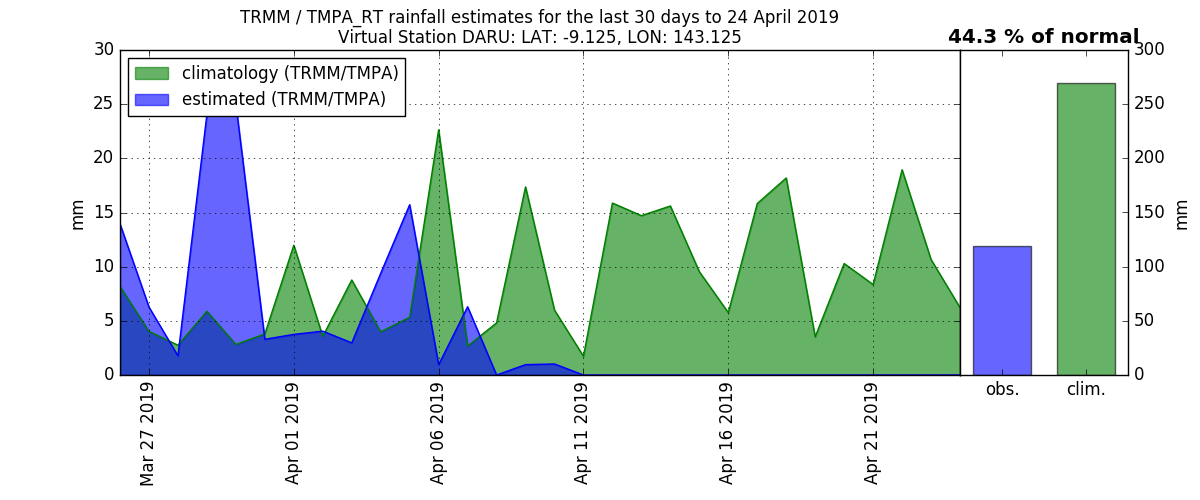 TRMM / TMPA_RT rainfall estimates for the last 30 days to 24 April 2019
Virtual Station DARU: LAT: -9.125, LON: 143.125
44.3 % of normal
climatology (TRMM/TMPA)
estimated (TRMM/TMPA)
30
25
20
15
10
5
0
mm
Mar 27 2019
Apr 01 2019
Apr 06 2019
Apr 11 2019
Apr 16 2019
Apr 21 2019
obs.
clim.
300
250
200
150
100
50
0
mm